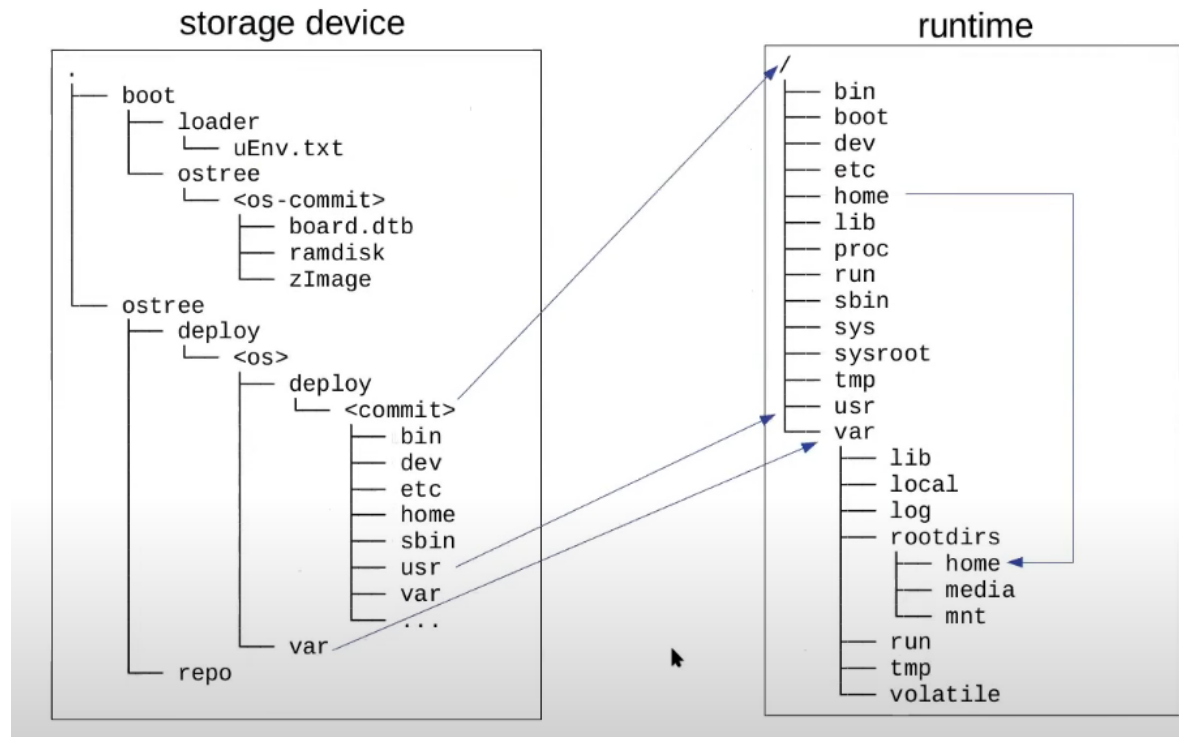 storage device
.
boot
loader
uEnv.txt
ostree
<os-commit>
board.dtb
ramdisk
zImage
ostree
deploy
<os>
deploy
<commit>
bin
dev
etc
home
sbin
usr
var
...
var
repo
runtime
/
bin
boot
dev
etc
home
lib
proc
run
sbin
sys
sysroot
tmp
usr
var
lib
local
log
rootdirs
home
media
mnt
run
tmp
volatile